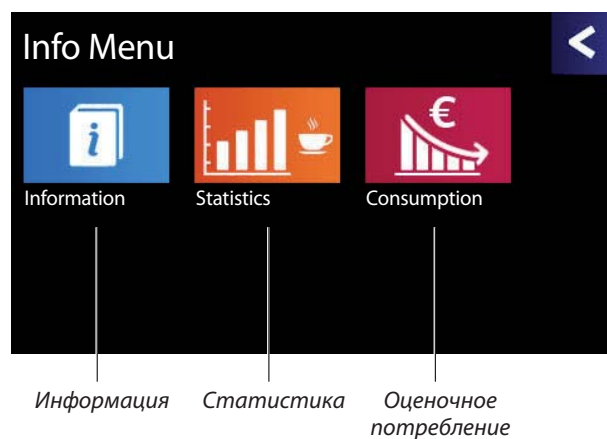 Info Menu
<
i
€
Information
Statistics
Consumption
Информация
Статистика
Оценочное
потребление